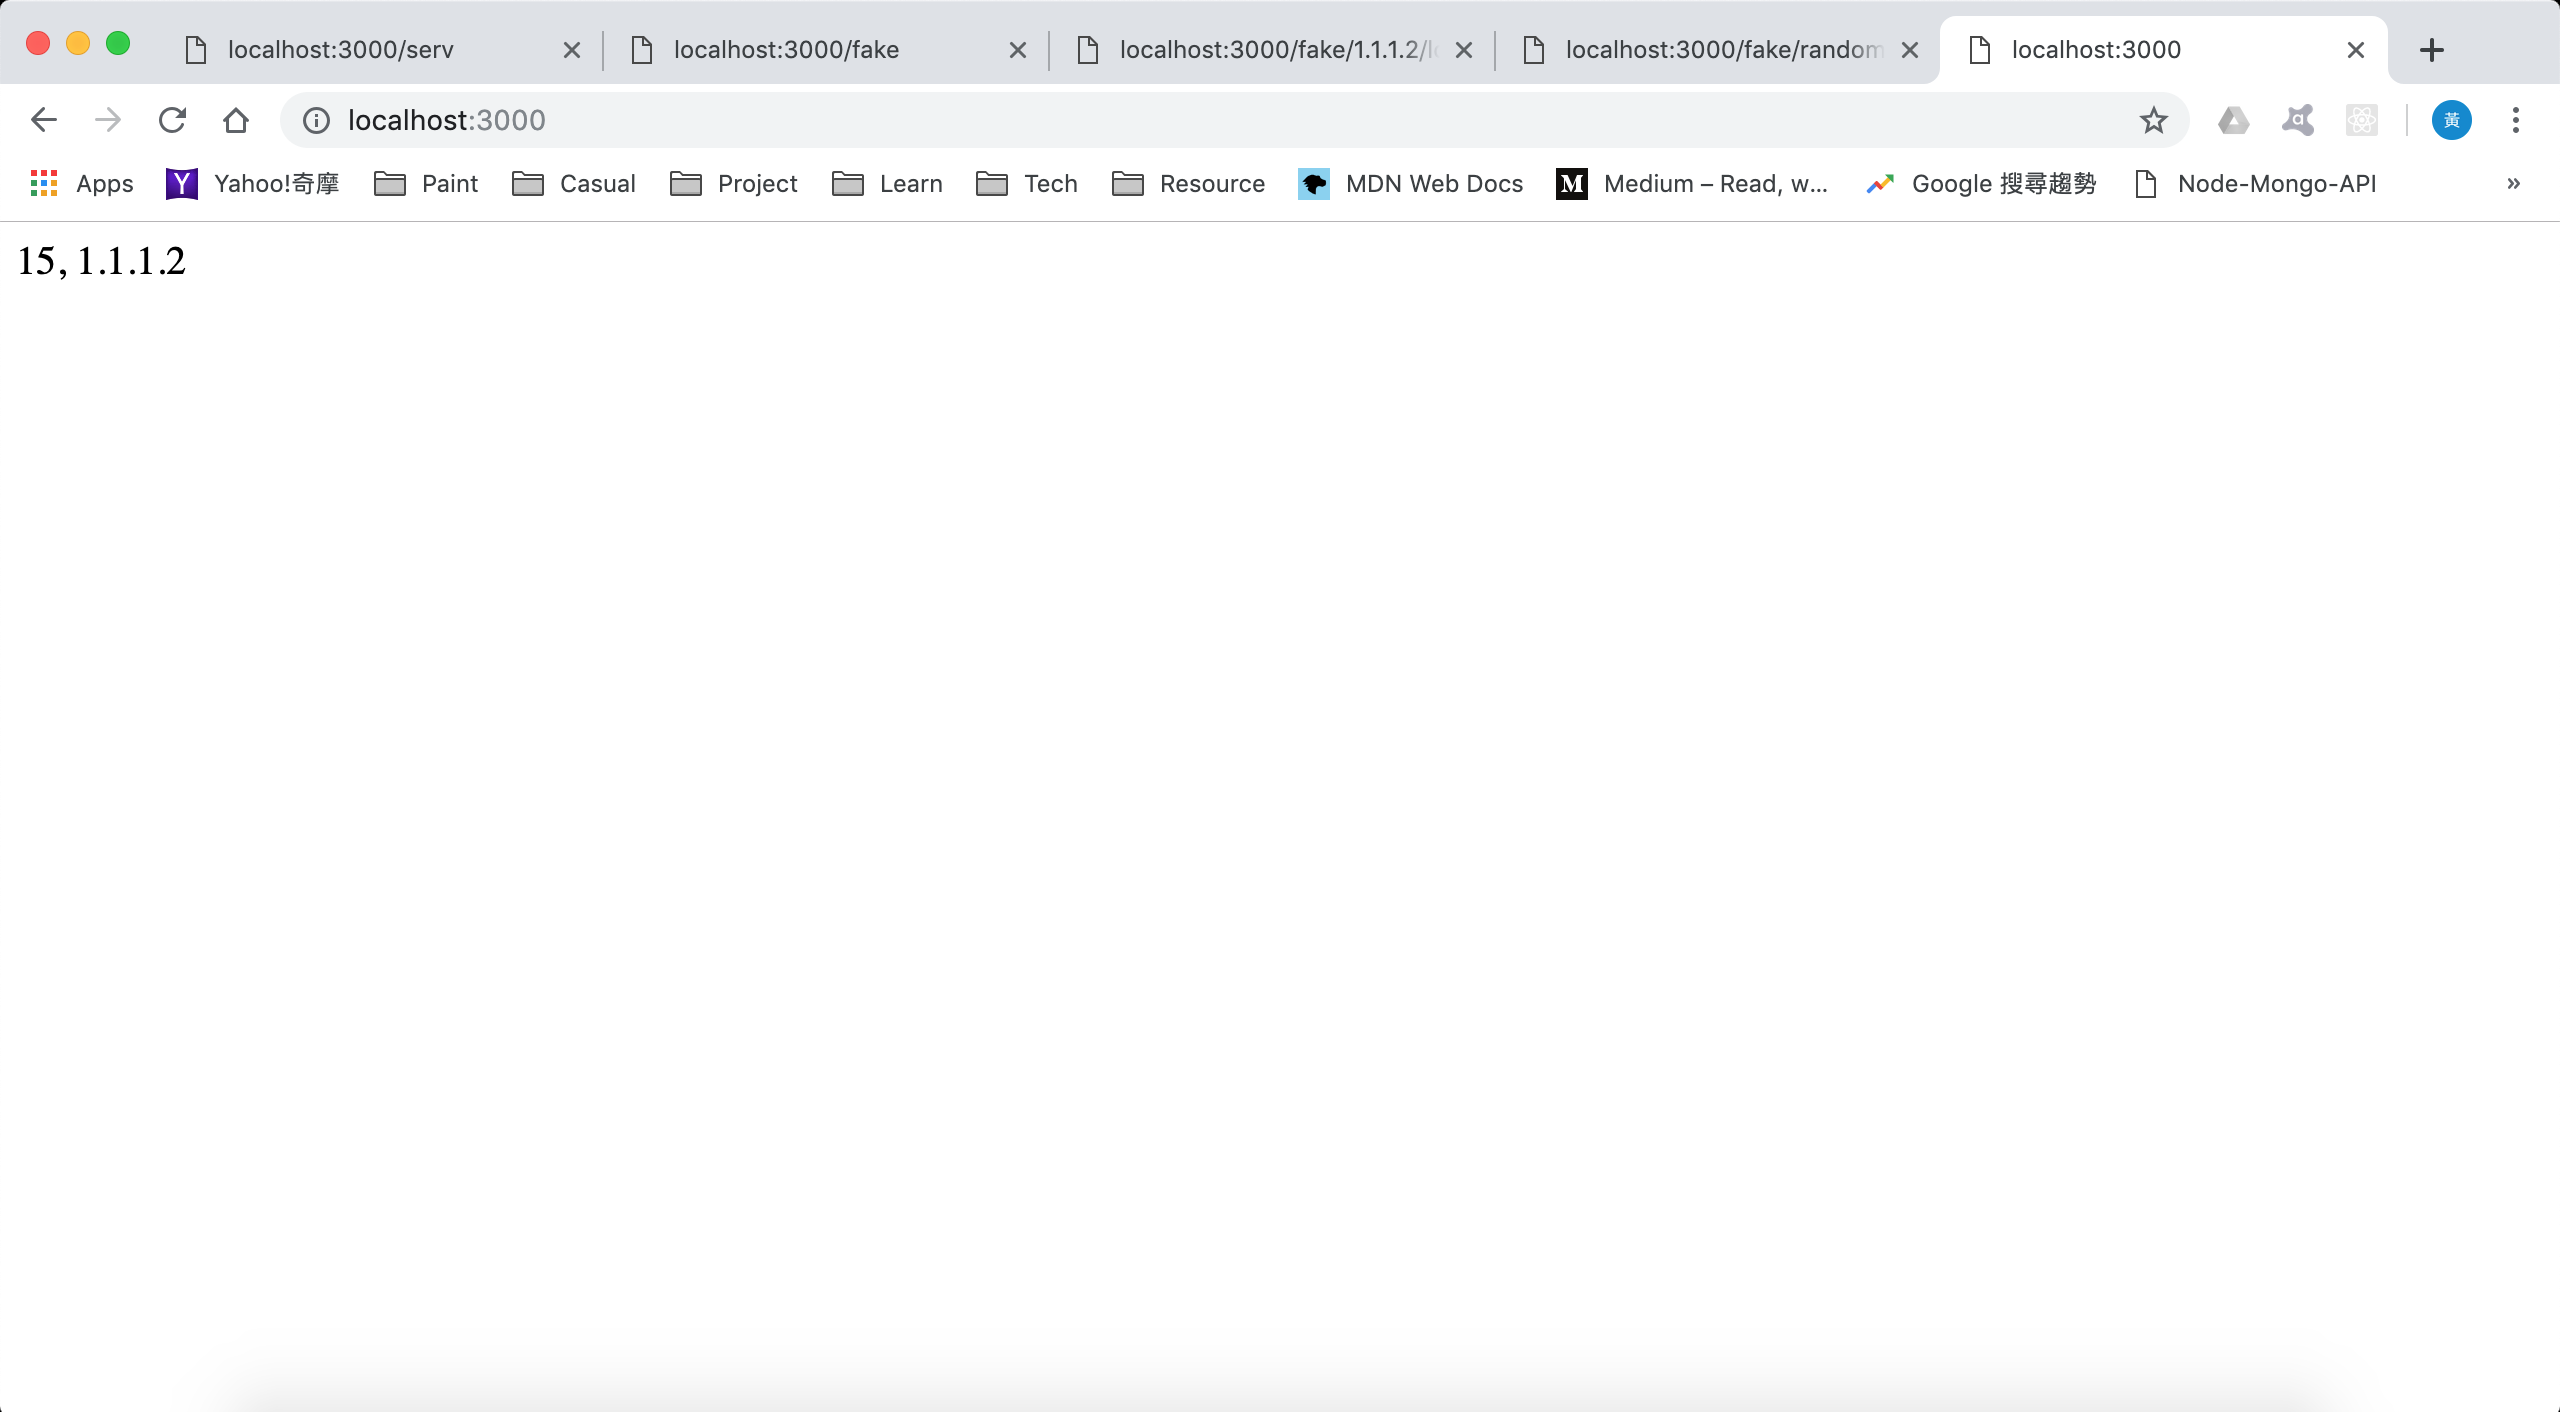 localhost:3000/serv localhost:3000/fake localhost:3000/fake/1.1.1.2/l localhost:3000/fake/random localhost:3000
localhost:3000 黃
Apps Yahoo!奇摩 Paint Casual Project Learn Tech Resource MDN Web Docs M Medium – Read, w... Google 搜尋趨勢 Node-Mongo-API »
15, 1.1.1.2